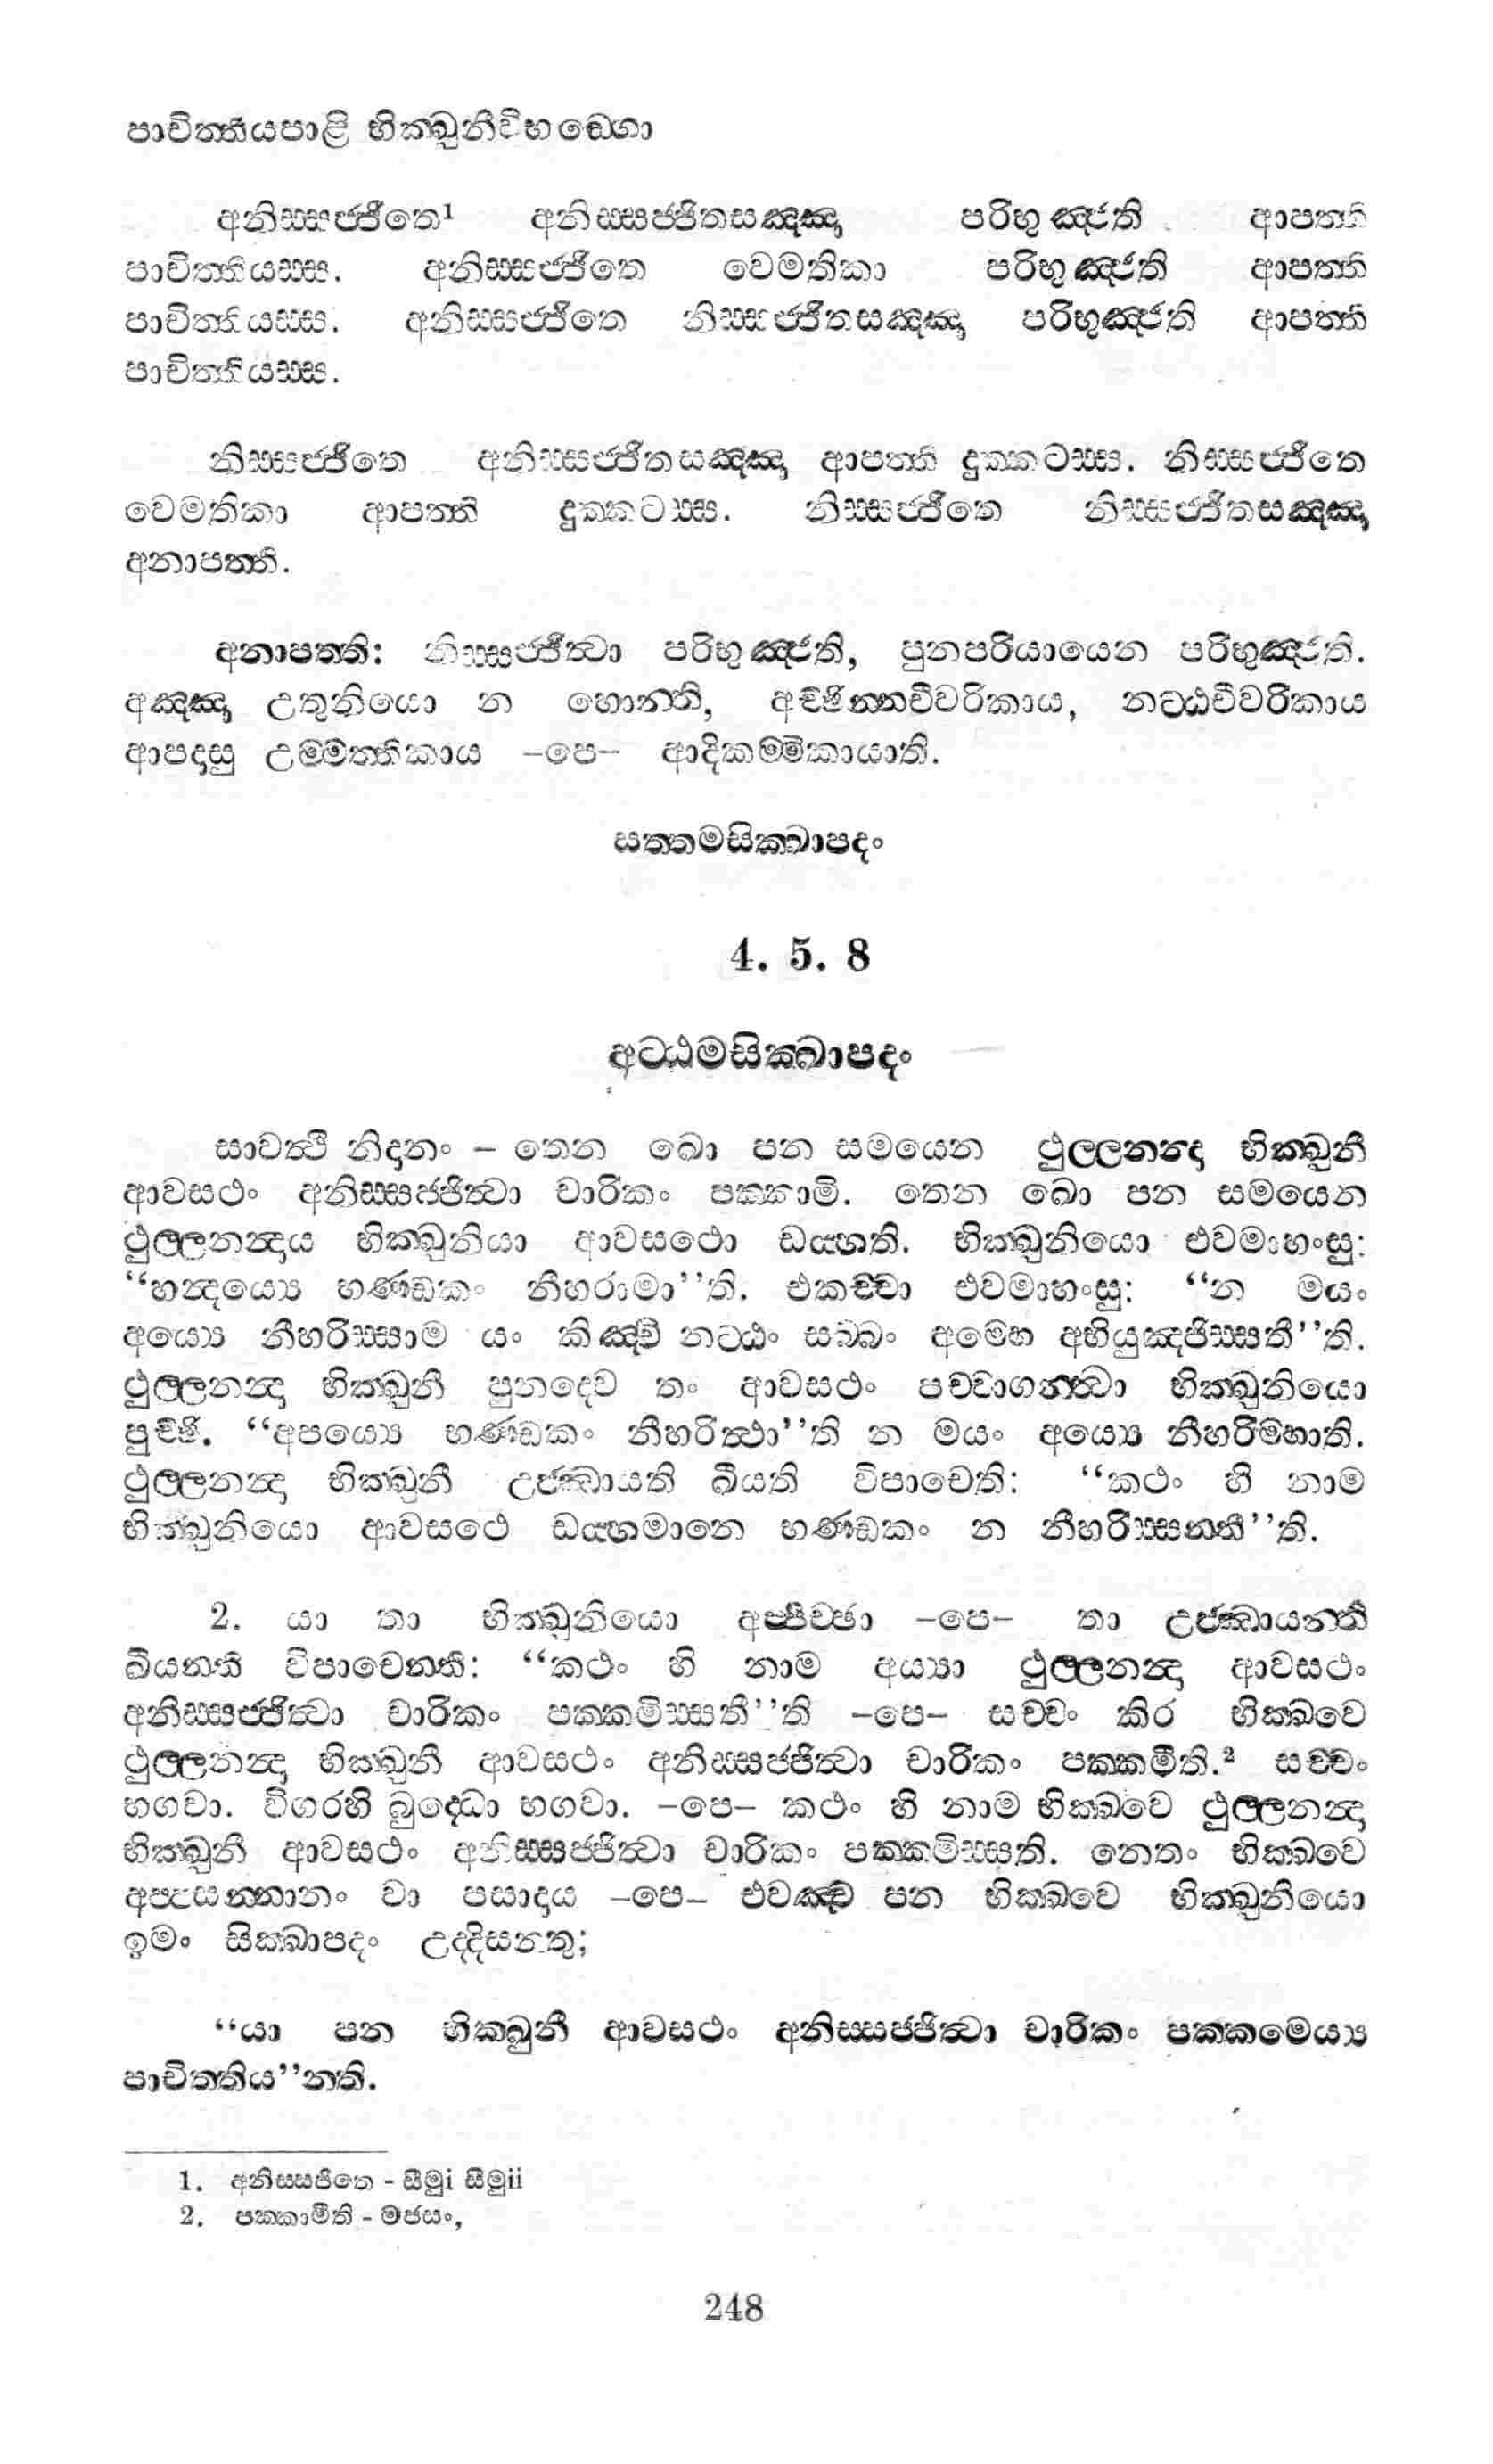 පාචිත්තියපාළි භික්ඛුනීවිභඞ්ගො
අනිස්සජ්ජිතෙ¹ අනිස්සජ්ජිතසඤ්ඤා පරිභුඤ්ජති ආපත්ති
පාචිත්තියස්ස. අනිස්සජ්ජිතෙ වෙමතිකා පරිභුඤ්ජති ආපත්ති
පාචිත්තියස්ස. අනිස්සජ්ජිතෙ නිස්සජ්ජිතසඤ්ඤා පරිභුඤ්ජති ආපත්ති
පාචිත්තියස්ස.
නිස්සජ්ජිතෙ අනිස්සජ්ජිතසඤ්ඤා ආපත්ති දුක්කටස්ස. නිස්සජ්ජිතෙ
වෙමතිකා ආපත්ති දුක්කටස්ස. නිස්සජ්ජිතෙ නිස්සජ්ජිතසඤ්ඤා
අනාපත්ති.
අනාපත්ති: නිස්සජ්ජිත්වා පරිභුඤ්ජති, පුනපරියායෙන පරිභුඤ්ජති.
අඤ්ඤා උතුනියො න හොන්ති, අච්ඡින්නචීවරිකාය, නට්ඨචීවරිකාය
ආපදාසු උම්මත්තිකාය –පෙ– ආදිකම්මිකායාති.
සත්තමසික්ඛාපදං
4. 5. 8
අට්ඨමසික්ඛාපදං
සාවත්ථි නිදානං – තෙන ඛො පන සමයෙන ථුල්ලනන්දා භික්ඛුනී
ආවසථං අනිස්සජ්ජිත්වා චාරිකං පක්කාමි. තෙන ඛො පන සමයෙන
ථුල්ලනන්දාය භික්ඛුනියා ආවසථො ඩය්හති. භික්ඛුනියො එවමාහංසු:
“හන්දය්යෙ භණ්ඩකං නීහරාමා”ති. එකච්චා එවමාහංසු: “න මයං
අය්යෙ නීහරිස්සාම යං කිඤ්චි නට්ඨං සබ්බං අම්හෙ අභියුඤ්ජිස්සතී”ති.
ථුල්ලනන්දා භික්ඛුනී පුනදෙව තං ආවසථං පච්චාගන්ත්වා භික්ඛුනියො
පුච්ඡි. “අපය්යෙ භණ්ඩකං නීහරිත්ථා”ති න මයං අය්යෙ නීහරිම්හාති.
ථුල්ලනන්දා භික්ඛුනී උජ්ඣායති ඛීයති විපාචෙති: “කථං හි නාම
භික්ඛුනියො ආවසථෙ ඩය්හමානෙ භණ්ඩකං න නීහරිස්සන්තී”ති.
2. යා තා භික්ඛුනියො අප්පිච්ඡා –පෙ– තා උජ්ඣායන්ති
ඛීයන්ති විපාචෙන්ති: “කථං හි නාම අය්යා ථුල්ලනන්දා ආවසථං
අනිස්සජ්ජිත්වා චාරිකං පක්කමිස්සතී”ති –පෙ– සච්චං කිර භික්ඛවෙ
ථුල්ලනන්දා භික්ඛුනී ආවසථං අනිස්සජ්ජිත්වා චාරිකං පක්කමීති.² සච්චං
භගවා. විගරහි බුද්ධො භගවා. –පෙ– කථං හි නාම භික්ඛවෙ ථුල්ලනන්දා
භික්ඛුනී ආවසථං අනිස්සජ්ජිත්වා චාරිකං පක්කමිස්සති. නෙතං භික්ඛවෙ
අප්පසන්නානං වා පසාදාය –පෙ– එවඤ්ච පන භික්ඛවෙ භික්ඛුනියො
ඉමං සික්ඛාපදං උද්දිසන්තු;
“යා පන භික්ඛුනී ආවසථං අනිස්සජ්ජිත්වා චාරිකං පක්කමෙය්ය
පාචිත්තිය”න්ති.
1. අනිස්සජිතෙ - සීමුi සීමුii
2. පක්කාමීති - මජසං,
248